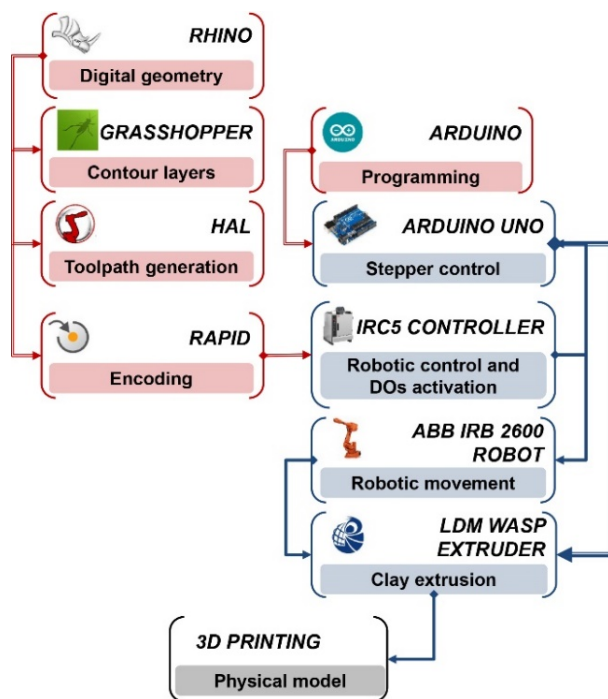 RHINO
Digital geometry
GRASSHOPPER
Contour layers
HAL
Toolpath generation
RAPID
Encoding
ARDUINO
ARDUINO
Programming
ARDUINO UNO
Stepper control
IRC5 CONTROLLER
Robotic control and
DOs activation
ABB IRB 2600
ROBOT
Robotic movement
LDM WASP
EXTRUDER
Clay extrusion
3D PRINTING
Physical model